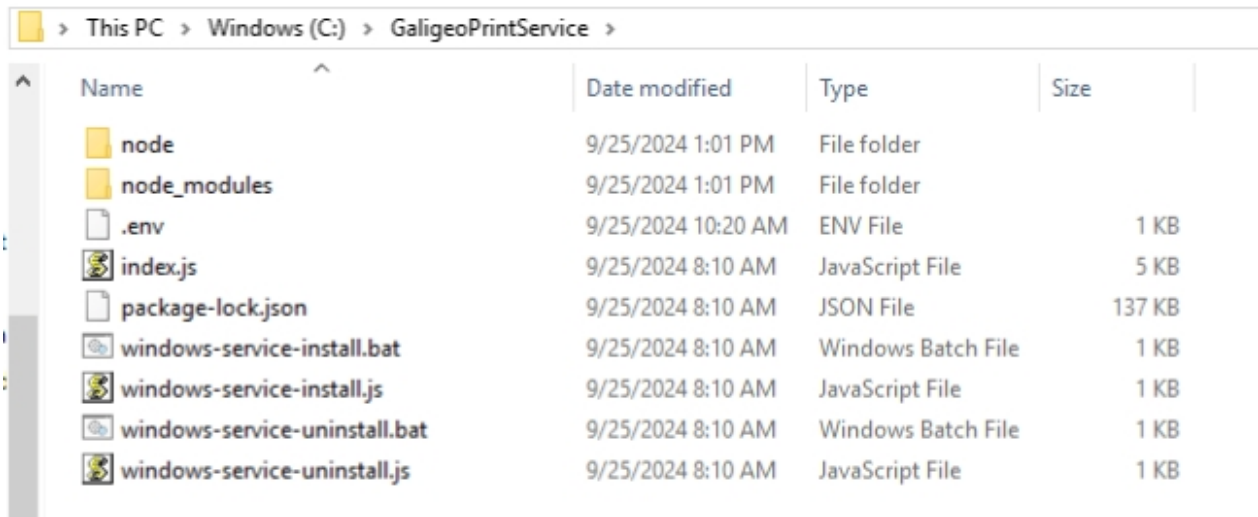 This PC > Windows (C:) > GaligeoPrintService >
Name Date modified Type Size
node 9/25/2024 1:01 PM File folder
node_modules 9/25/2024 1:01 PM File folder
.env 9/25/2024 10:20 AM ENV File 1 KB
index.js 9/25/2024 8:10 AM JavaScript File 5 KB
package-lock.json 9/25/2024 8:10 AM JSON File 137 KB
windows-service-install.bat 9/25/2024 8:10 AM Windows Batch File 1 KB
windows-service-install.js 9/25/2024 8:10 AM JavaScript File 1 KB
windows-service-uninstall.bat 9/25/2024 8:10 AM Windows Batch File 1 KB
windows-service-uninstall.js 9/25/2024 8:10 AM JavaScript File 1 KB